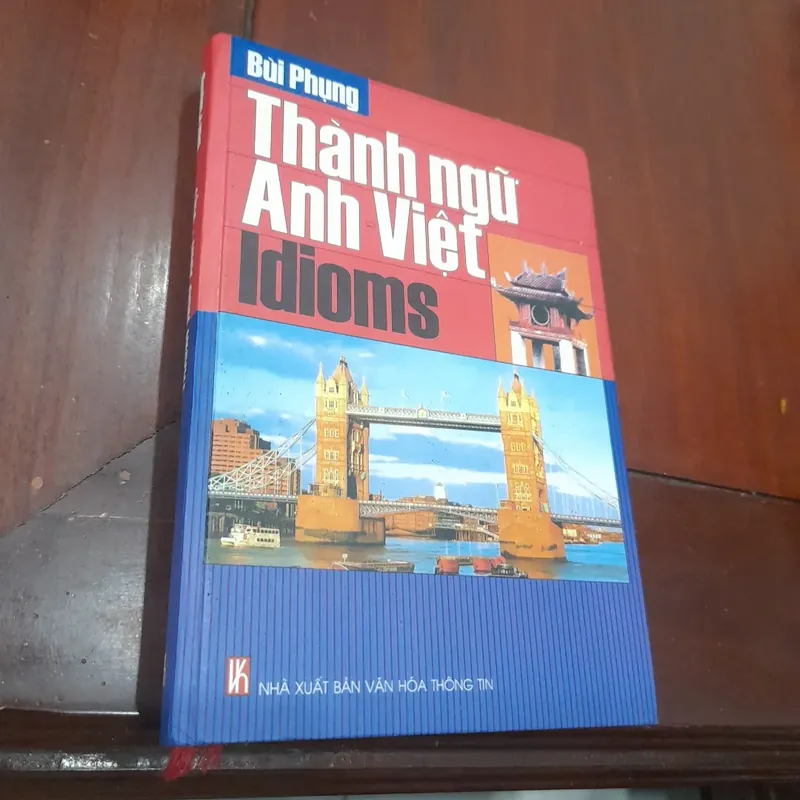 Bùi Phụng
Thành ngữ
Anh Việt
Idioms
NHÀ XUẤT BẢN VĂN HÓA THÔNG TIN